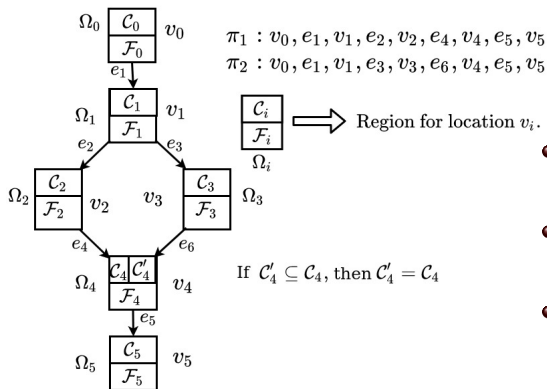 Ω₀ 𝒞₀ v₀
ℱ₀
π₁ : v₀, e₁, v₁, e₂, v₂, e₄, v₄, e₅, v₅
π₂ : v₀, e₁, v₁, e₃, v₃, e₆, v₄, e₅, v₅
e₁
Ω₁ 𝒞₁ v₁
ℱ₁
𝒞ᵢ
ℱᵢ
Region for location vᵢ.
Ωᵢ
e₂ e₃
Ω₂ 𝒞₂ v₂
ℱ₂
v₃ 𝒞₃ Ω₃
ℱ₃
e₄ e₆
Ω₄ 𝒞₄ 𝒞′₄ v₄
ℱ₄
If 𝒞′₄ ⊆ 𝒞₄, then 𝒞′₄ = 𝒞₄
e₅
Ω₅ 𝒞₅ v₅
ℱ₅